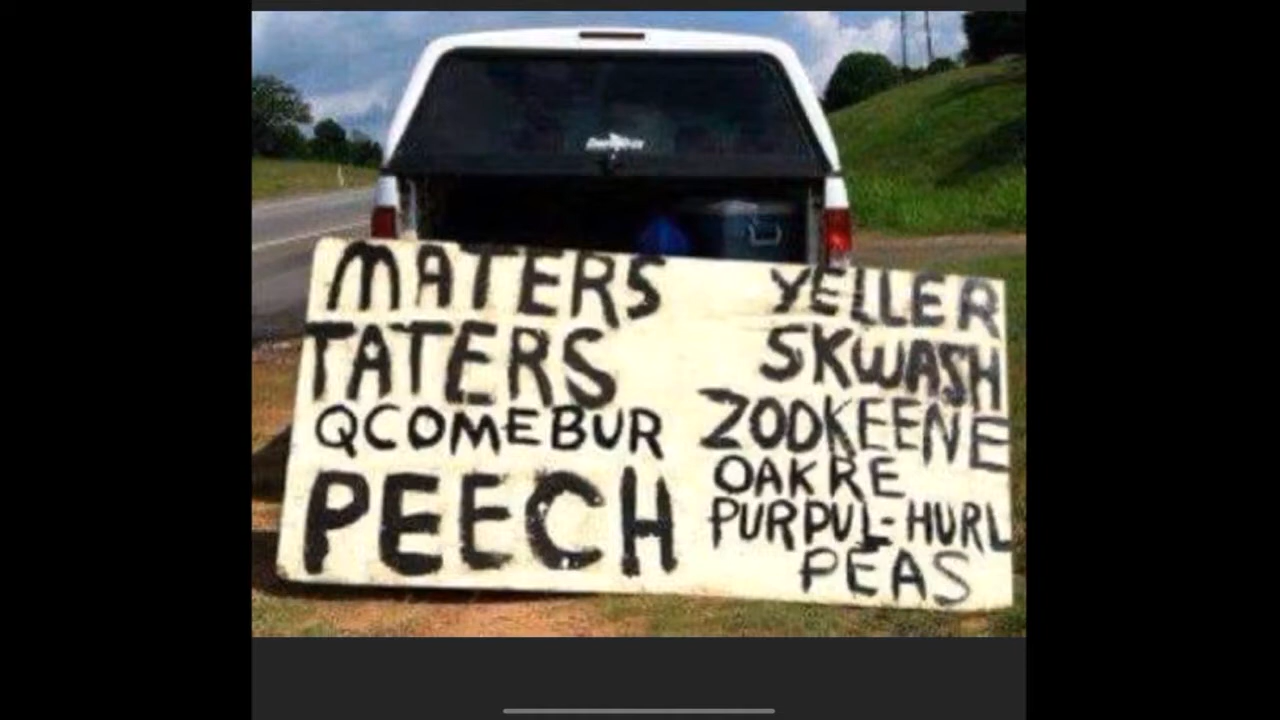 MATERS
TATERS
QCOMEBUR
PEECH
YELLER
SKWASH
ZODKEENE
OAKRE
PURPUL-HURL
PEAS